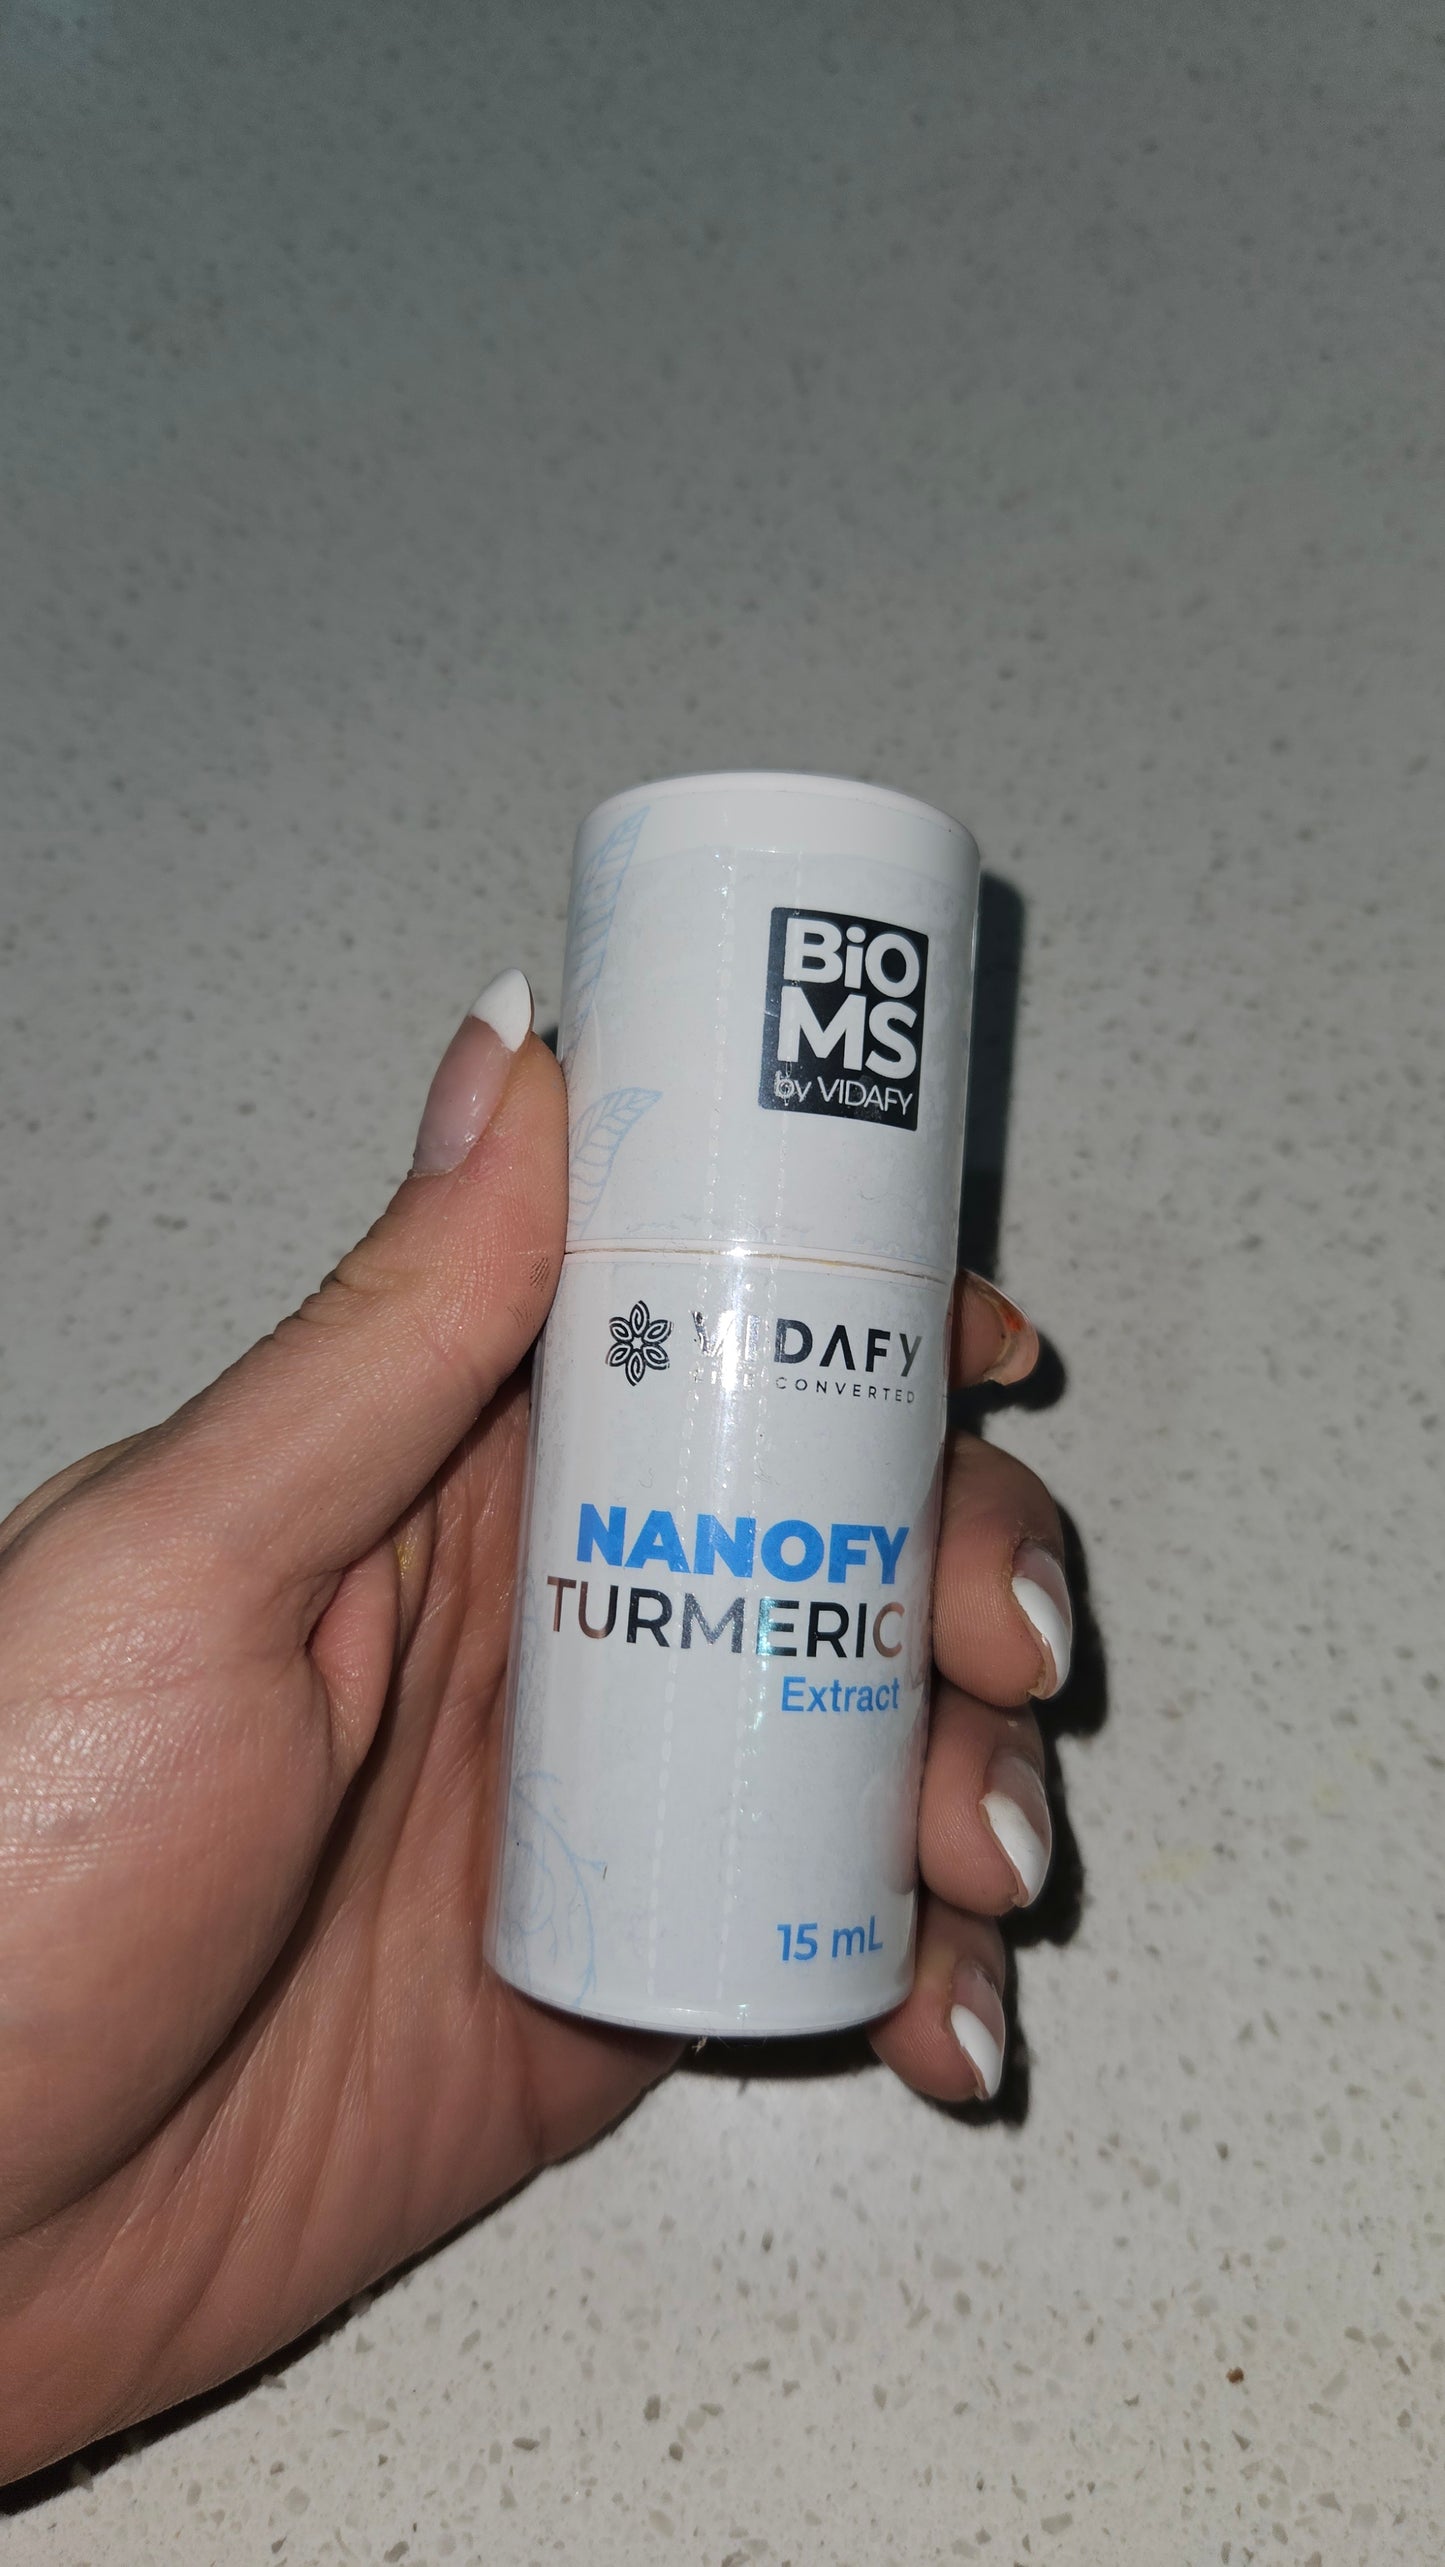 BiO
MS
by VIDAFY
VIDAFY
CONVERTED
NANOFY
TURMERIC
Extract
15 mL